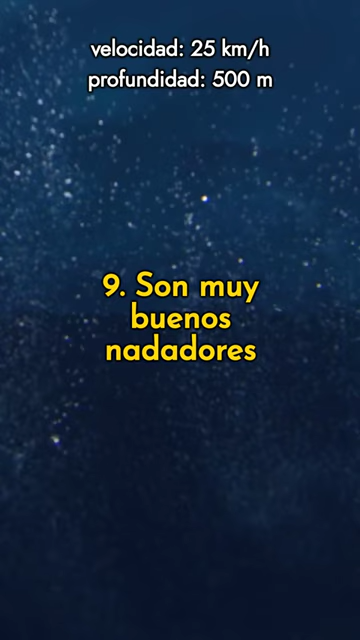 velocidad: 25 km/h
profundidad: 500 m
9. Son muy
buenos
nadadores